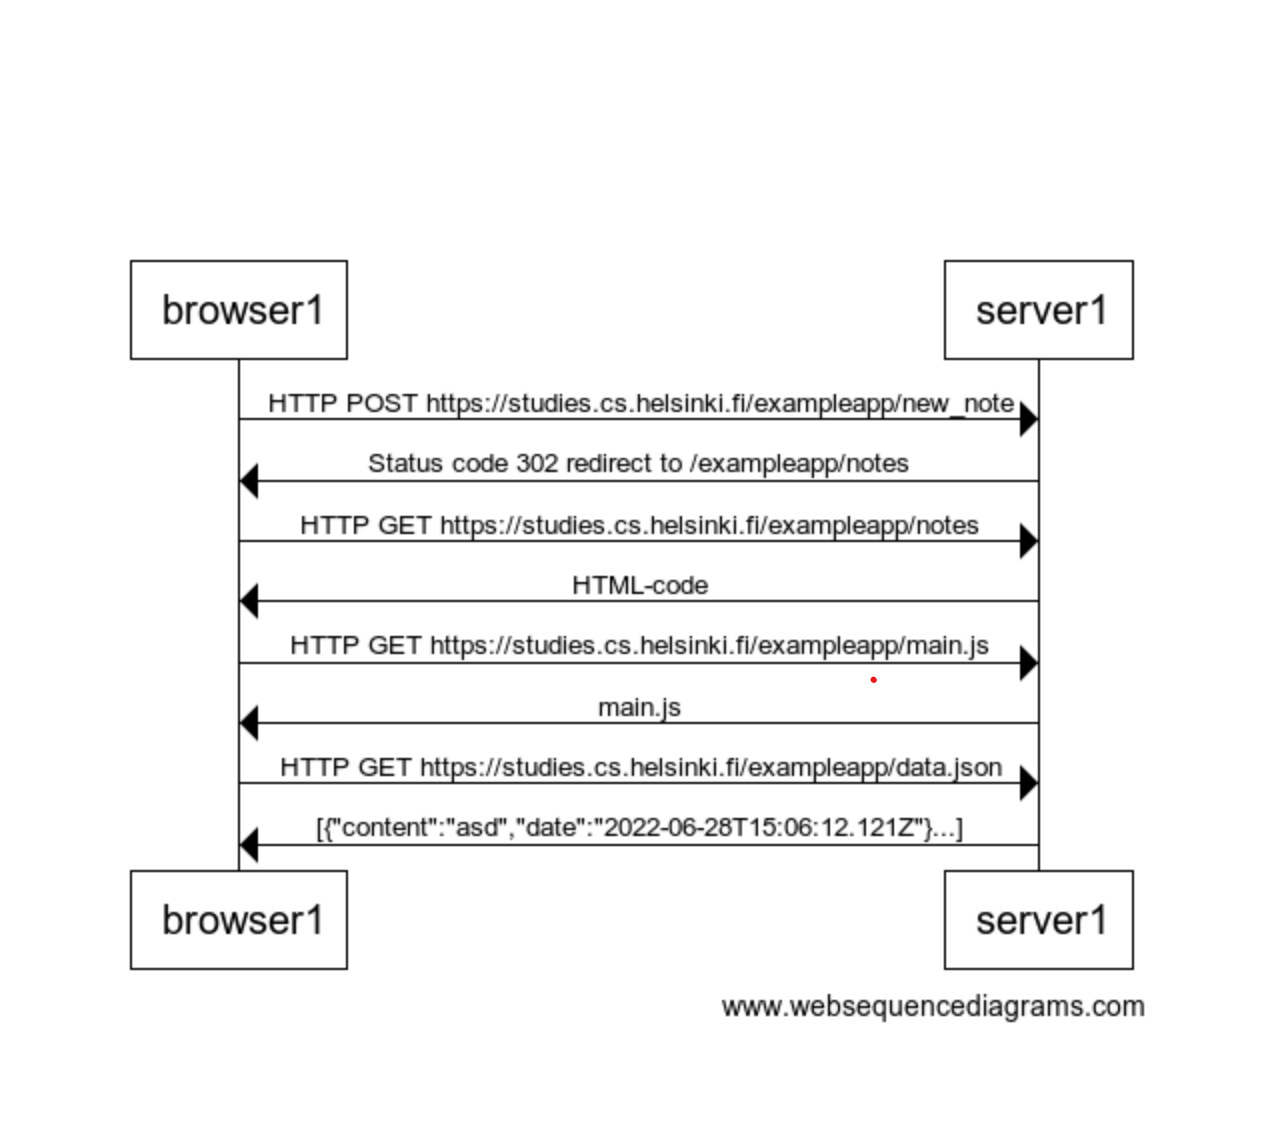 browser1
server1
HTTP POST https://studies.cs.helsinki.fi/exampleapp/new_note
Status code 302 redirect to /exampleapp/notes
HTTP GET https://studies.cs.helsinki.fi/exampleapp/notes
HTML-code
HTTP GET https://studies.cs.helsinki.fi/exampleapp/main.js
main.js
HTTP GET https://studies.cs.helsinki.fi/exampleapp/data.json
[{"content":"asd","date":"2022-06-28T15:06:12.121Z"}...]
browser1
server1
www.websequencediagrams.com